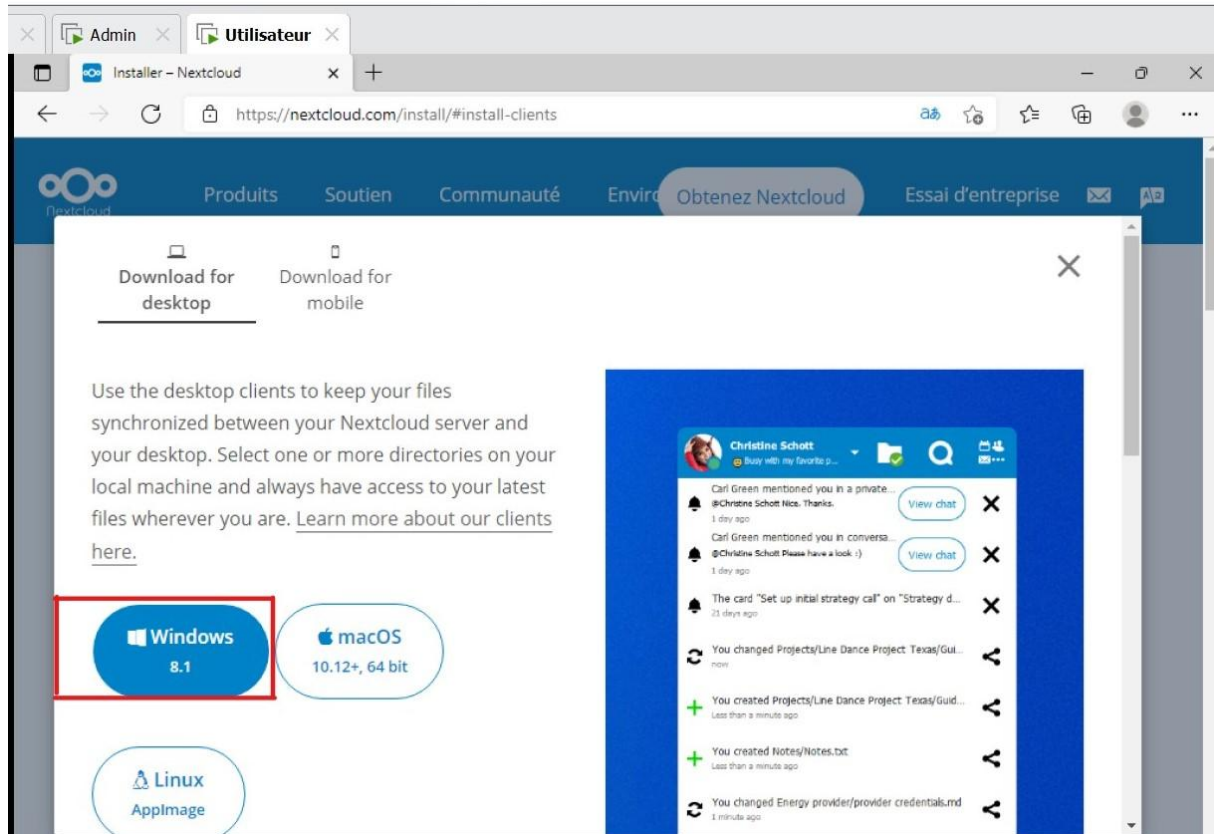 Admin
Utilisateur
Installer – Nextcloud
https://nextcloud.com/install/#install-clients
Nextcloud
Produits
Soutien
Communauté
Obtenez Nextcloud
Essai d'entreprise
Download for
desktop
Download for
mobile
Use the desktop clients to keep your files
synchronized between your Nextcloud server and
your desktop. Select one or more directories on your
local machine and always have access to your latest
files wherever you are. Learn more about our clients
here.
Windows
8.1
macOS
10.12+, 64 bit
Linux
AppImage
Christine Schott
Busy with my favorite p...
Carl Green mentioned you in a private...
@Christine Schott Nice. Thanks.
1 day ago
View chat
Carl Green mentioned you in conversa...
@Christine Schott Please have a look :)
1 day ago
View chat
The card "Set up initial strategy call" on "Strategy d...
21 days ago
You changed Projects/Line Dance Project Texas/Gui...
now
You created Projects/Line Dance Project Texas/Guid...
Less than a minute ago
You created Notes/Notes.txt
Less than a minute ago
You changed Energy provider/provider credentials.md
1 minute ago